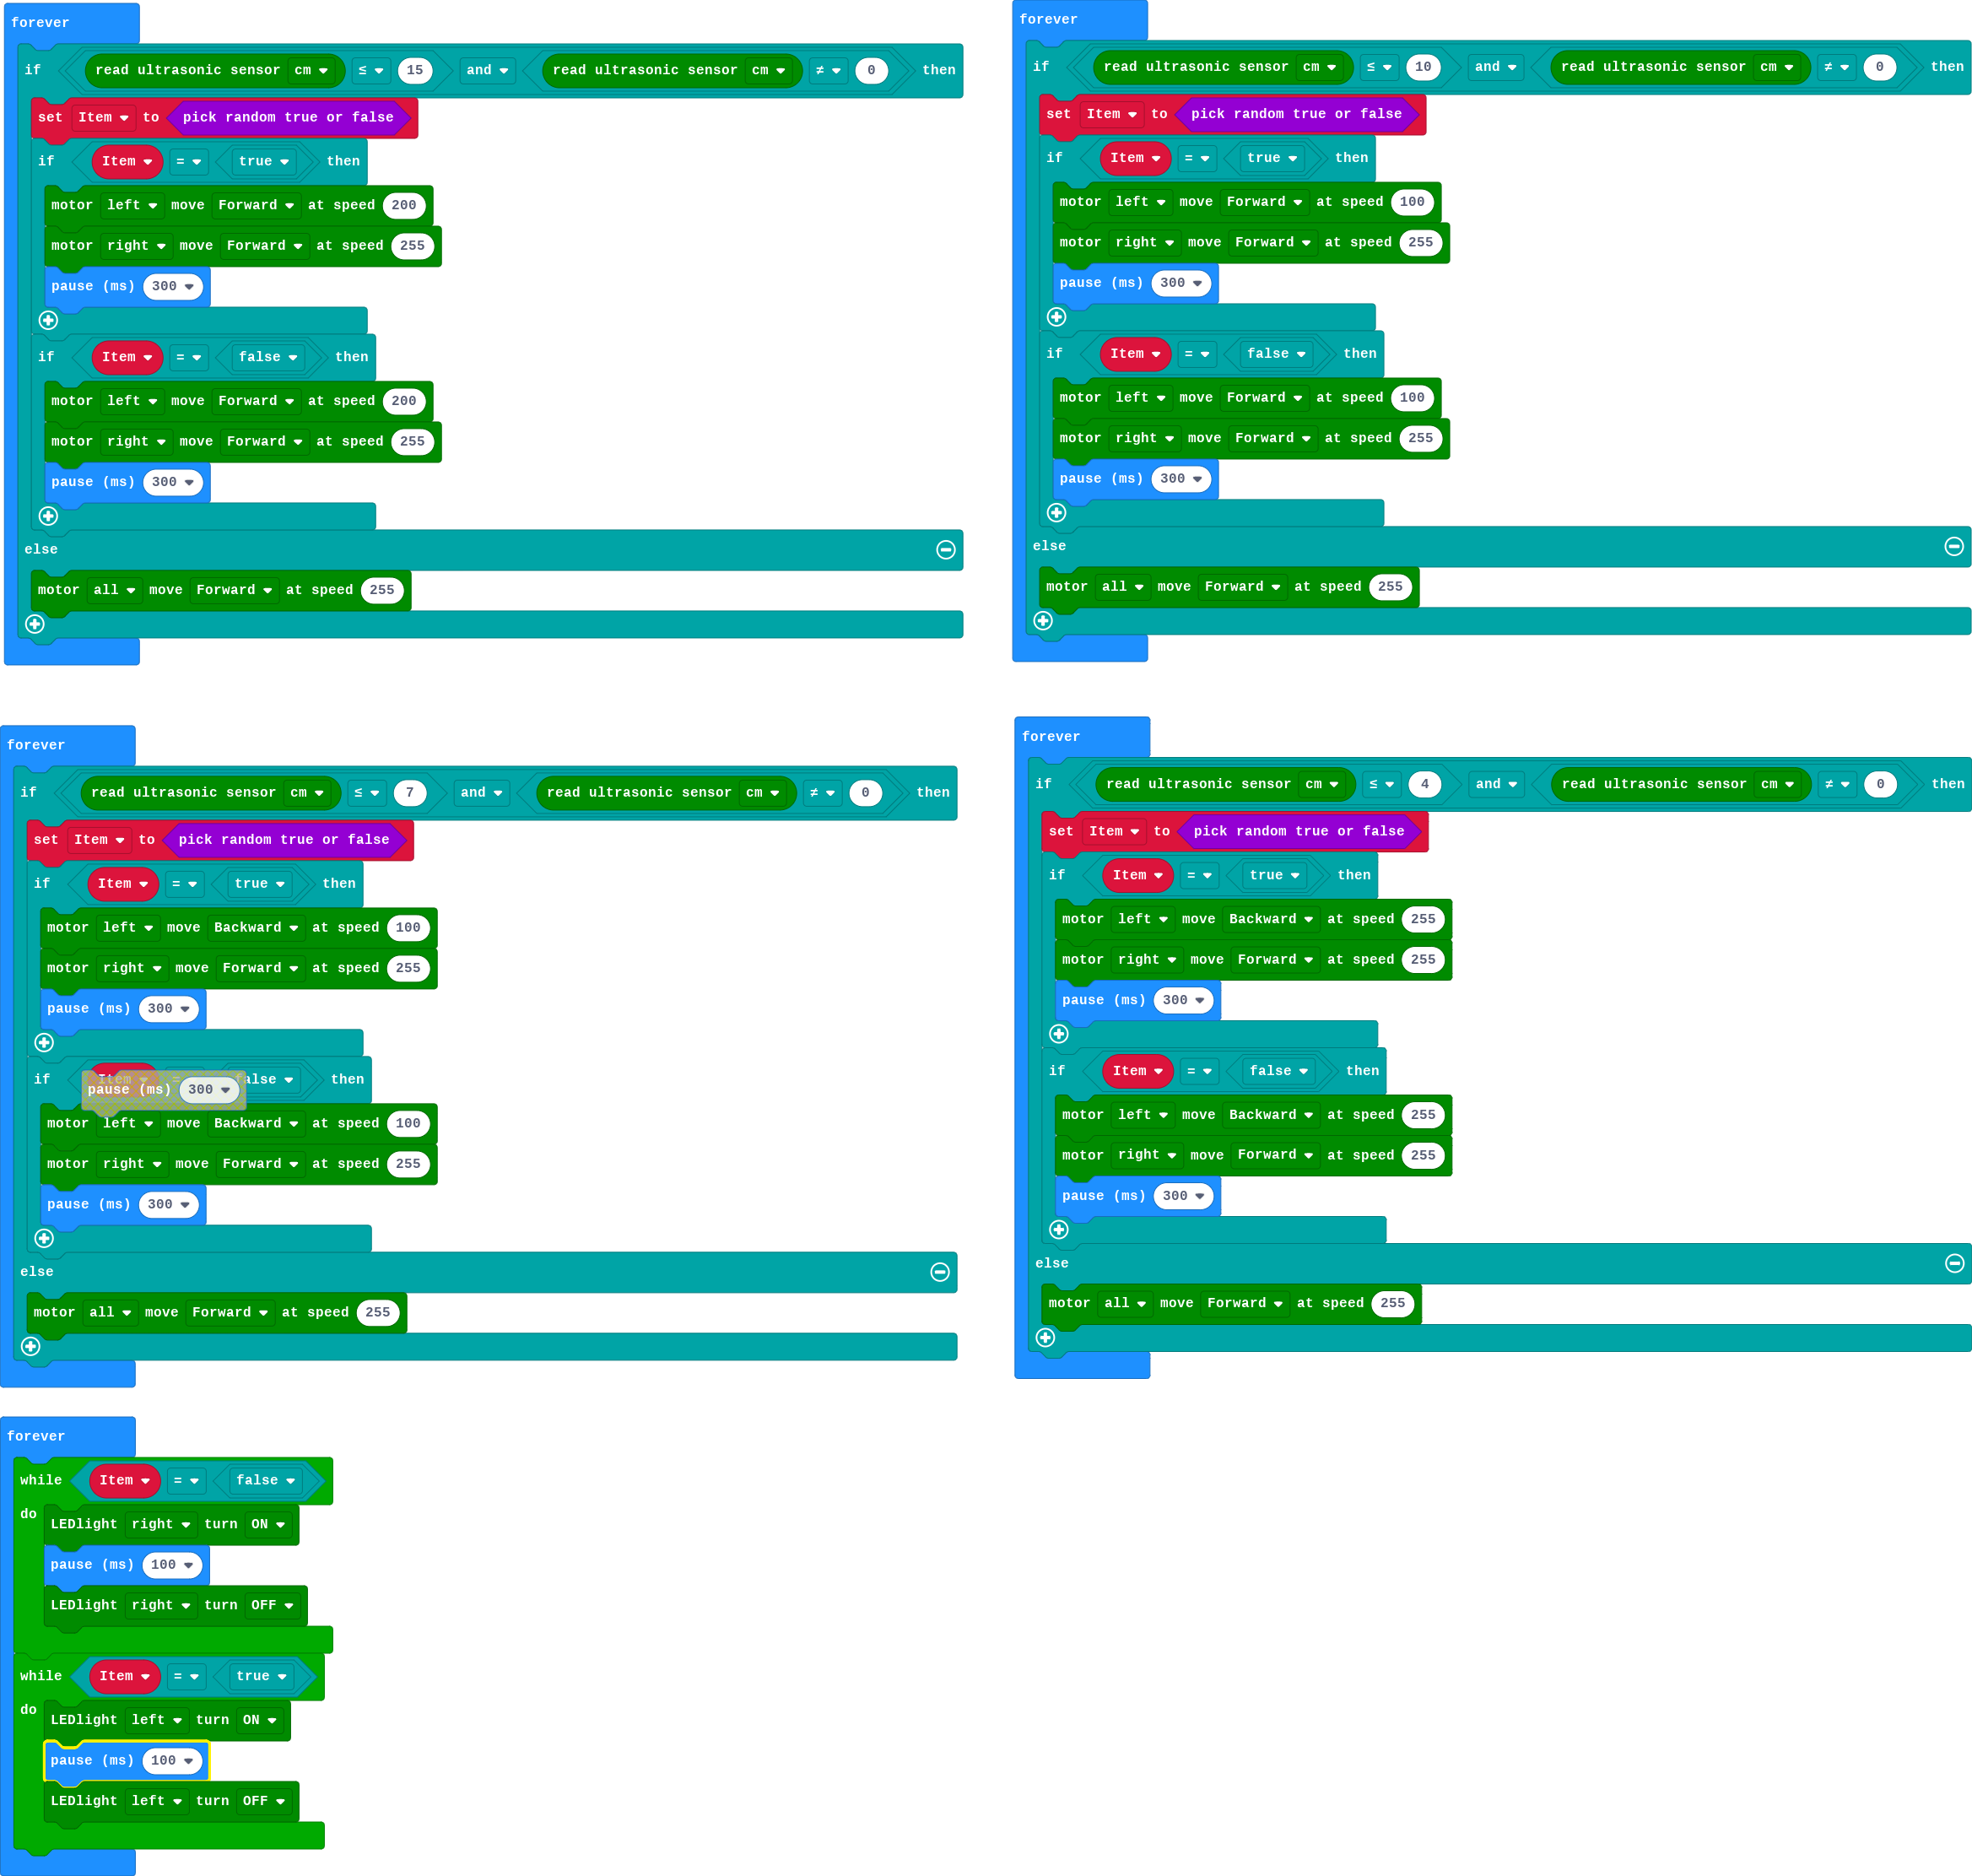 forever
if read ultrasonic sensor cm ≤ 15 and read ultrasonic sensor cm ≠ 0 then
set Item to pick random true or false
if Item = true then
motor left move Forward at speed 200
motor right move Forward at speed 255
pause (ms) 300
if Item = false then
motor left move Forward at speed 200
motor right move Forward at speed 255
pause (ms) 300
else
motor all move Forward at speed 255
forever
if read ultrasonic sensor cm ≤ 10 and read ultrasonic sensor cm ≠ 0 then
set Item to pick random true or false
if Item = true then
motor left move Forward at speed 100
motor right move Forward at speed 255
pause (ms) 300
if Item = false then
motor left move Forward at speed 100
motor right move Forward at speed 255
pause (ms) 300
else
motor all move Forward at speed 255
forever
if read ultrasonic sensor cm ≤ 7 and read ultrasonic sensor cm ≠ 0 then
set Item to pick random true or false
if Item = true then
motor left move Backward at speed 100
motor right move Forward at speed 255
pause (ms) 300
if Item = false then
pause (ms) 300
motor left move Backward at speed 100
motor right move Forward at speed 255
pause (ms) 300
else
motor all move Forward at speed 255
forever
if read ultrasonic sensor cm ≤ 4 and read ultrasonic sensor cm ≠ 0 then
set Item to pick random true or false
if Item = true then
motor left move Backward at speed 255
motor right move Forward at speed 255
pause (ms) 300
if Item = false then
motor left move Backward at speed 255
motor right move Forward at speed 255
pause (ms) 300
else
motor all move Forward at speed 255
forever
while Item = false
do LEDlight right turn ON
pause (ms) 100
LEDlight right turn OFF
while Item = true
do LEDlight left turn ON
pause (ms) 100
LEDlight left turn OFF